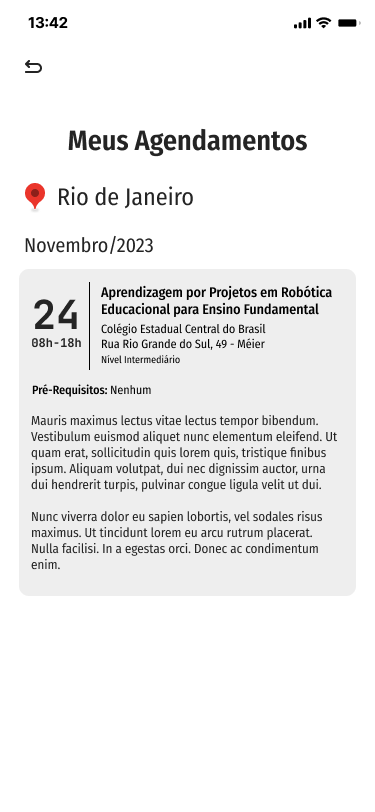 13:42
Meus Agendamentos
Rio de Janeiro
Novembro/2023
24
08h-18h
Aprendizagem por Projetos em Robótica
Educacional para Ensino Fundamental
Colégio Estadual Central do Brasil
Rua Rio Grande do Sul, 49 - Méier
Nível Intermediário
Pré-Requisitos: Nenhum
Mauris maximus lectus vitae lectus tempor bibendum.
Vestibulum euismod aliquet nunc elementum eleifend. Ut
quam erat, sollicitudin quis lorem quis, tristique finibus
ipsum. Aliquam volutpat, dui nec dignissim auctor, urna
dui hendrerit turpis, pulvinar congue ligula velit ut dui.
Nunc viverra dolor eu sapien lobortis, vel sodales risus
maximus. Ut tincidunt lorem eu arcu rutrum placerat.
Nulla facilisi. In a egestas orci. Donec ac condimentum
enim.